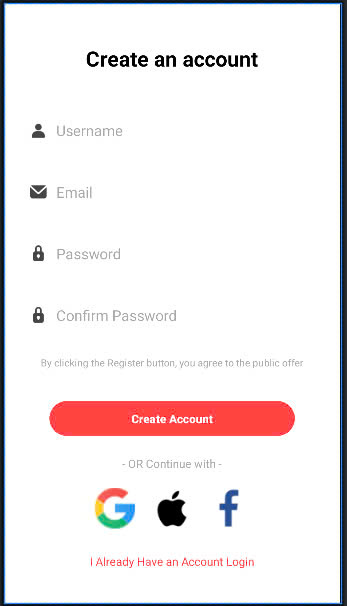 Create an account
Username
Email
Password
Confirm Password
By clicking the Register button, you agree to the public offer
Create Account
- OR Continue with -
I Already Have an Account Login